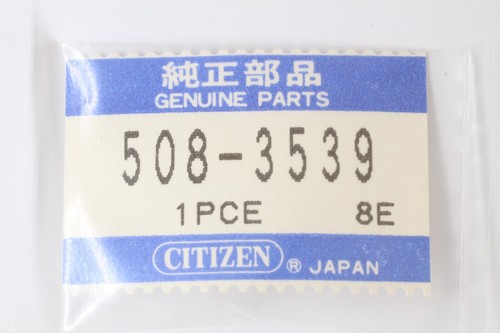 純正部品
GENUINE PARTS
508-3539
1PCE 8E
CITIZEN ® JAPAN